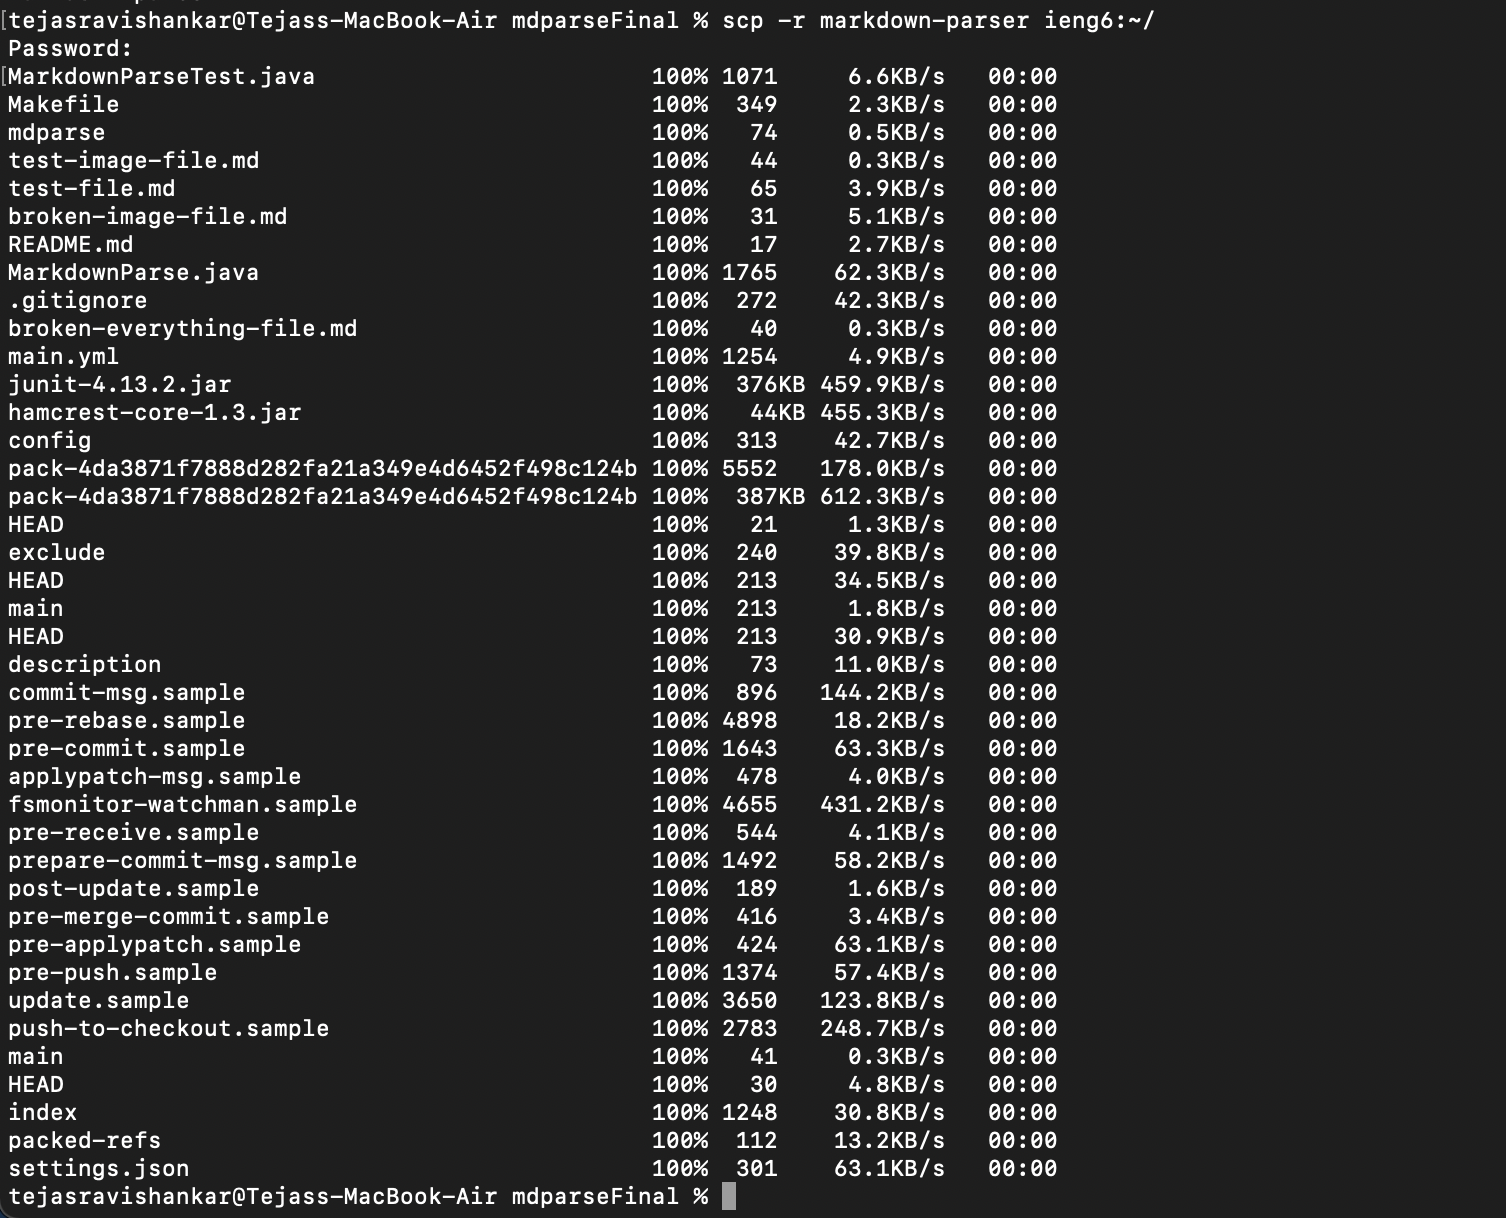 [tejasravishankar@Tejass-MacBook-Air mdparseFinal % scp -r markdown-parser ieng6:~/
Password:
[MarkdownParseTest.java 100% 1071 6.6KB/s 00:00
Makefile 100% 349 2.3KB/s 00:00
mdparse 100% 74 0.5KB/s 00:00
test-image-file.md 100% 44 0.3KB/s 00:00
test-file.md 100% 65 3.9KB/s 00:00
broken-image-file.md 100% 31 5.1KB/s 00:00
README.md 100% 17 2.7KB/s 00:00
MarkdownParse.java 100% 1765 62.3KB/s 00:00
.gitignore 100% 272 42.3KB/s 00:00
broken-everything-file.md 100% 40 0.3KB/s 00:00
main.yml 100% 1254 4.9KB/s 00:00
junit-4.13.2.jar 100% 376KB 459.9KB/s 00:00
hamcrest-core-1.3.jar 100% 44KB 455.3KB/s 00:00
config 100% 313 42.7KB/s 00:00
pack-4da3871f7888d282fa21a349e4d6452f498c124b 100% 5552 178.0KB/s 00:00
pack-4da3871f7888d282fa21a349e4d6452f498c124b 100% 387KB 612.3KB/s 00:00
HEAD 100% 21 1.3KB/s 00:00
exclude 100% 240 39.8KB/s 00:00
HEAD 100% 213 34.5KB/s 00:00
main 100% 213 1.8KB/s 00:00
HEAD 100% 213 30.9KB/s 00:00
description 100% 73 11.0KB/s 00:00
commit-msg.sample 100% 896 144.2KB/s 00:00
pre-rebase.sample 100% 4898 18.2KB/s 00:00
pre-commit.sample 100% 1643 63.3KB/s 00:00
applypatch-msg.sample 100% 478 4.0KB/s 00:00
fsmonitor-watchman.sample 100% 4655 431.2KB/s 00:00
pre-receive.sample 100% 544 4.1KB/s 00:00
prepare-commit-msg.sample 100% 1492 58.2KB/s 00:00
post-update.sample 100% 189 1.6KB/s 00:00
pre-merge-commit.sample 100% 416 3.4KB/s 00:00
pre-applypatch.sample 100% 424 63.1KB/s 00:00
pre-push.sample 100% 1374 57.4KB/s 00:00
update.sample 100% 3650 123.8KB/s 00:00
push-to-checkout.sample 100% 2783 248.7KB/s 00:00
main 100% 41 0.3KB/s 00:00
HEAD 100% 30 4.8KB/s 00:00
index 100% 1248 30.8KB/s 00:00
packed-refs 100% 112 13.2KB/s 00:00
settings.json 100% 301 63.1KB/s 00:00
tejasravishankar@Tejass-MacBook-Air mdparseFinal %